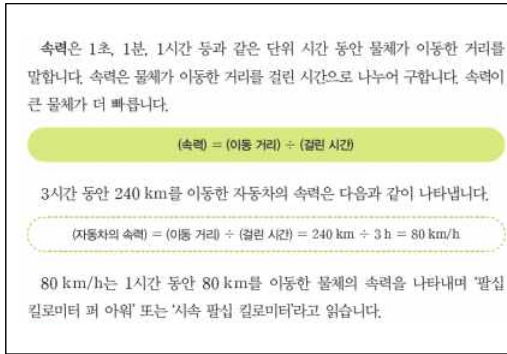 속력은 1초, 1분, 1시간 등과 같은 단위 시간 동안 물체가 이동한 거리를
말합니다. 속력은 물체가 이동한 거리를 걸린 시간으로 나누어 구합니다. 속력이
큰 물체가 더 빠릅니다.
(속력) = (이동 거리) ÷ (걸린 시간)
3시간 동안 240 km를 이동한 자동차의 속력은 다음과 같이 나타냅니다.
(자동차의 속력) = (이동 거리) ÷ (걸린 시간) = 240 km ÷ 3 h = 80 km/h
80 km/h는 1시간 동안 80 km를 이동한 물체의 속력을 나타내며 '팔십
킬로미터 퍼 아워' 또는 '시속 팔십 킬로미터'라고 읽습니다.